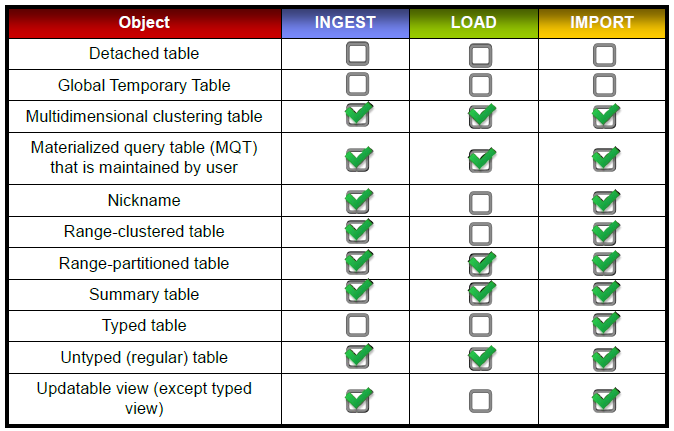 Object INGEST LOAD IMPORT
Detached table
Global Temporary Table
Multidimensional clustering table
Materialized query table (MQT)
that is maintained by user
Nickname
Range-clustered table
Range-partitioned table
Summary table
Typed table
Untyped (regular) table
Updatable view (except typed
view)